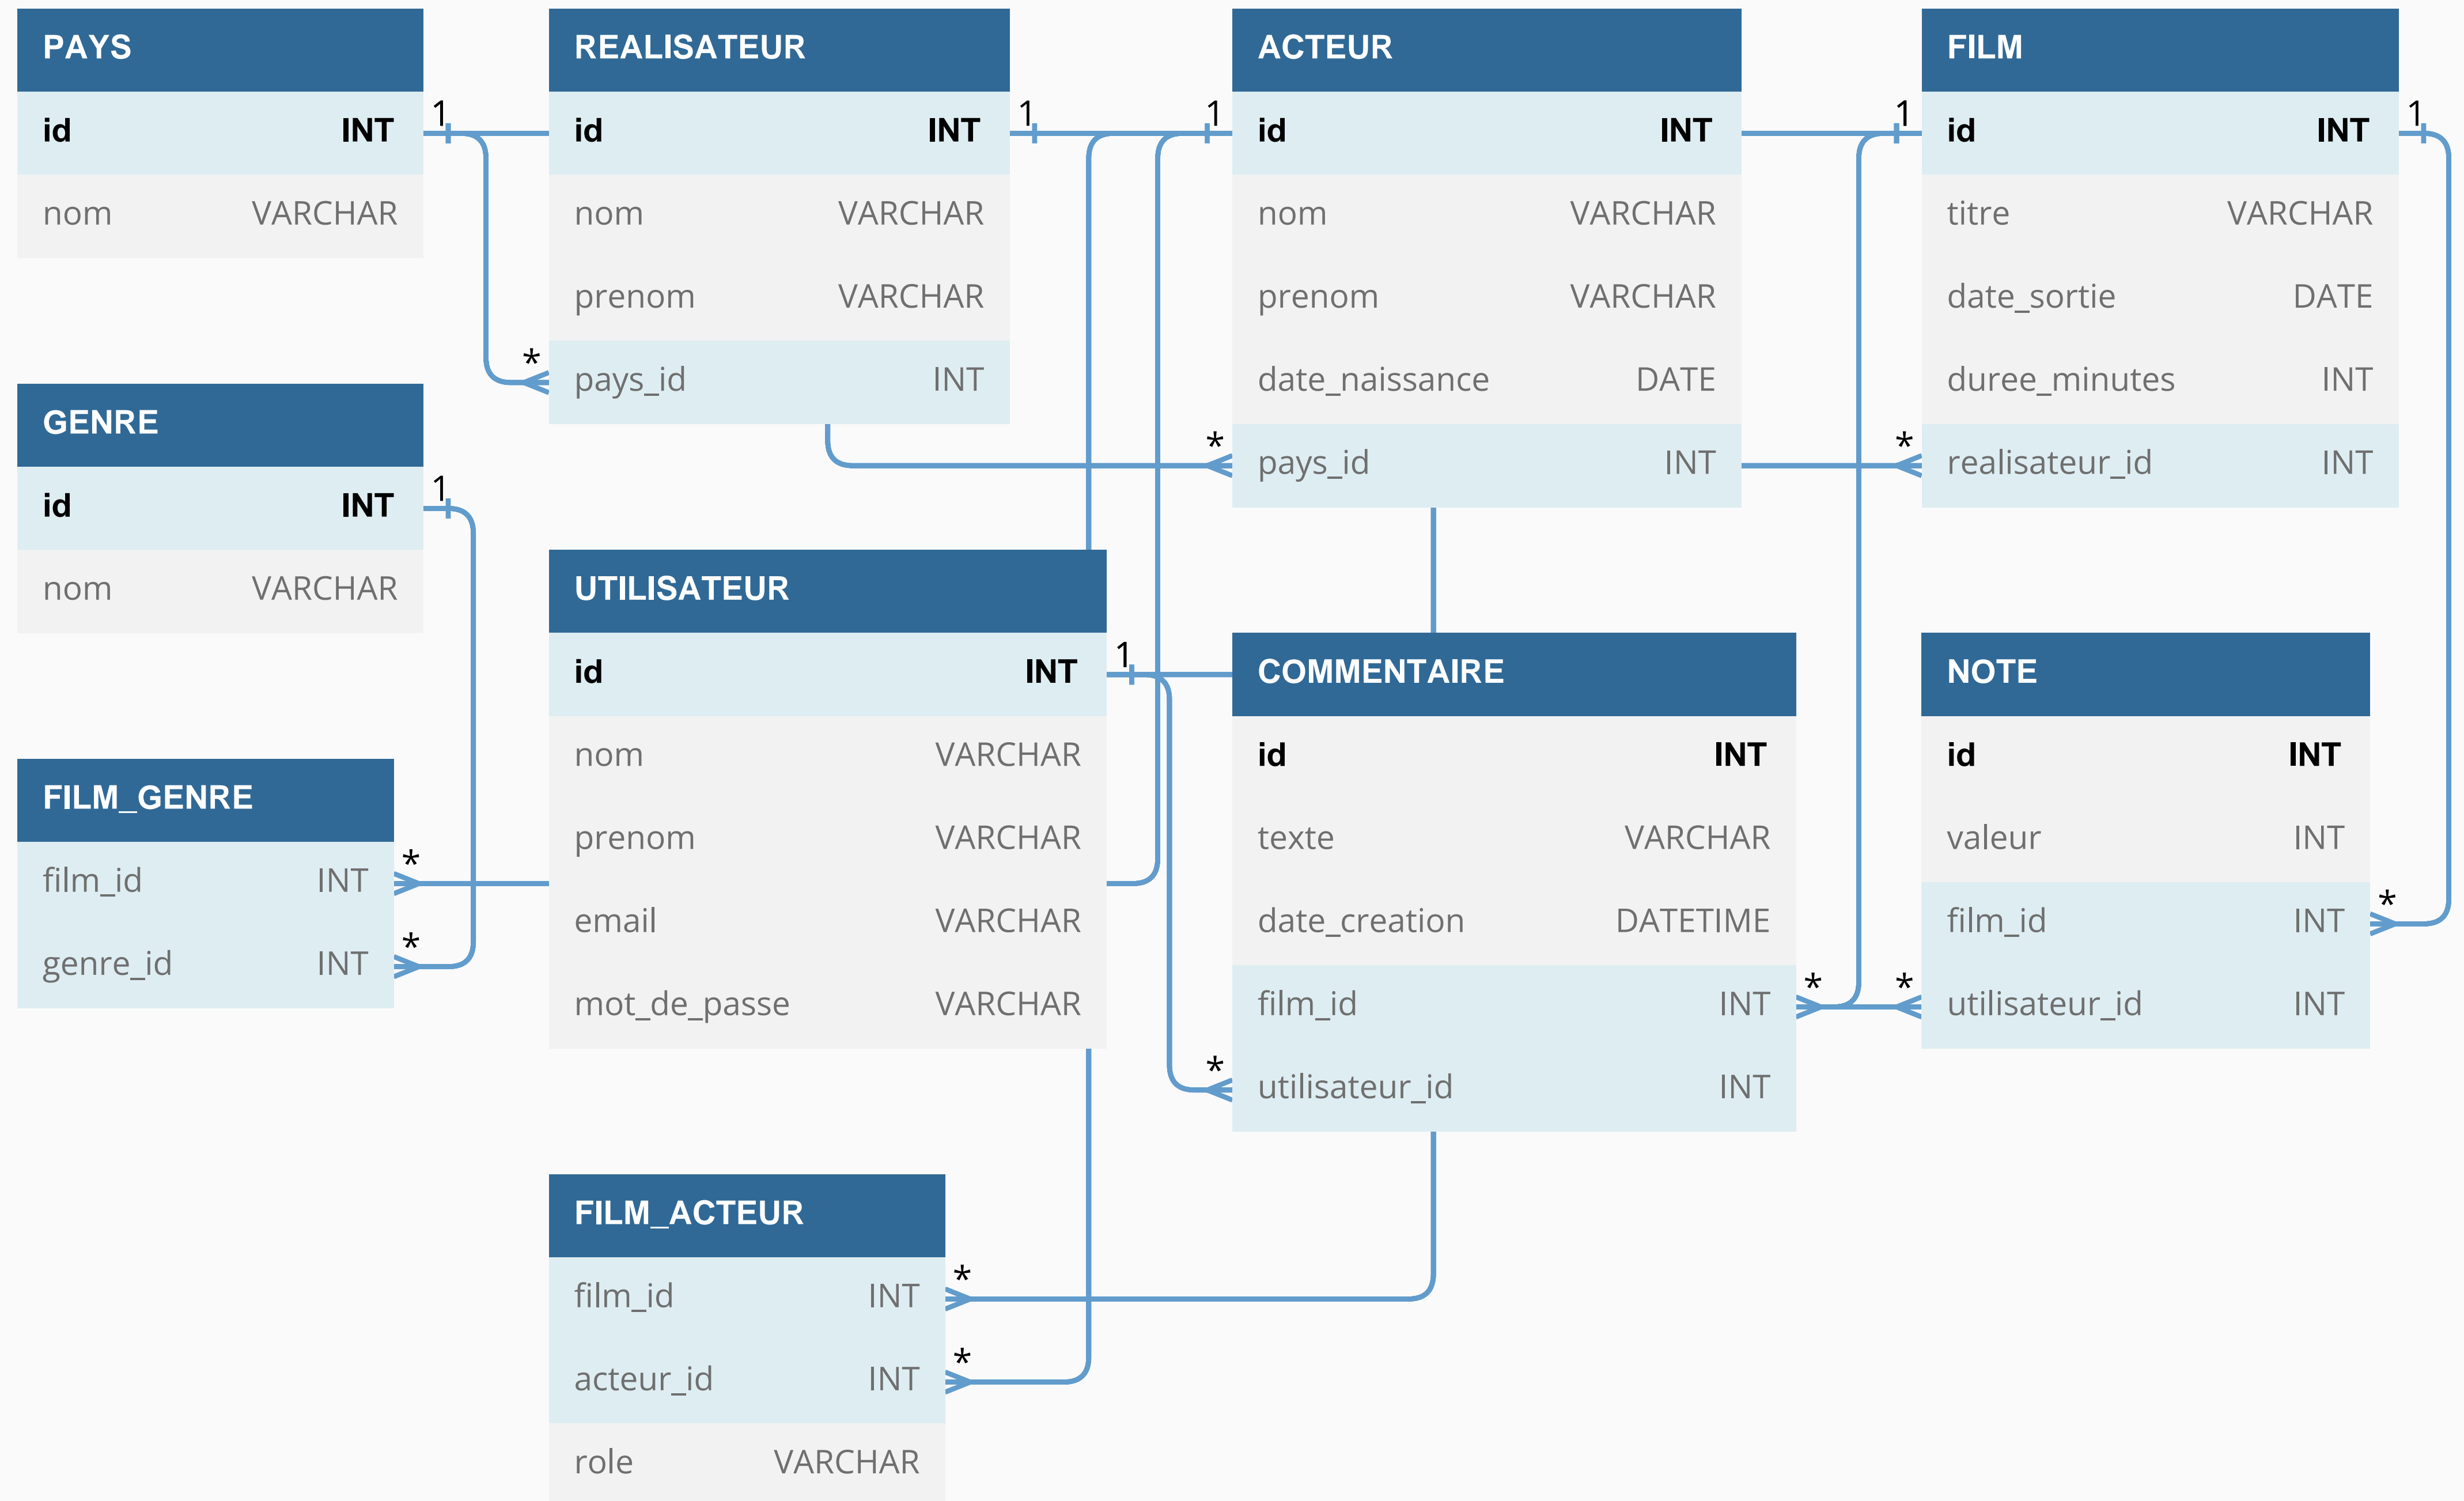 PAYS
1
id INT
nom VARCHAR
REALISATEUR
1
id INT
nom VARCHAR
prenom VARCHAR
*
pays_id INT
ACTEUR
1
id INT
nom VARCHAR
prenom VARCHAR
date_naissance DATE
*
pays_id INT
FILM
1
1
id INT
titre VARCHAR
date_sortie DATE
duree_minutes INT
*
realisateur_id INT
GENRE
1
id INT
nom VARCHAR
UTILISATEUR
1
id INT
nom VARCHAR
prenom VARCHAR
email VARCHAR
mot_de_passe VARCHAR
COMMENTAIRE
id INT
texte VARCHAR
date_creation DATETIME
*
film_id INT
*
utilisateur_id INT
NOTE
id INT
valeur INT
*
film_id INT
*
utilisateur_id INT
FILM_GENRE
*
film_id INT
*
genre_id INT
FILM_ACTEUR
*
film_id INT
*
acteur_id INT
role VARCHAR